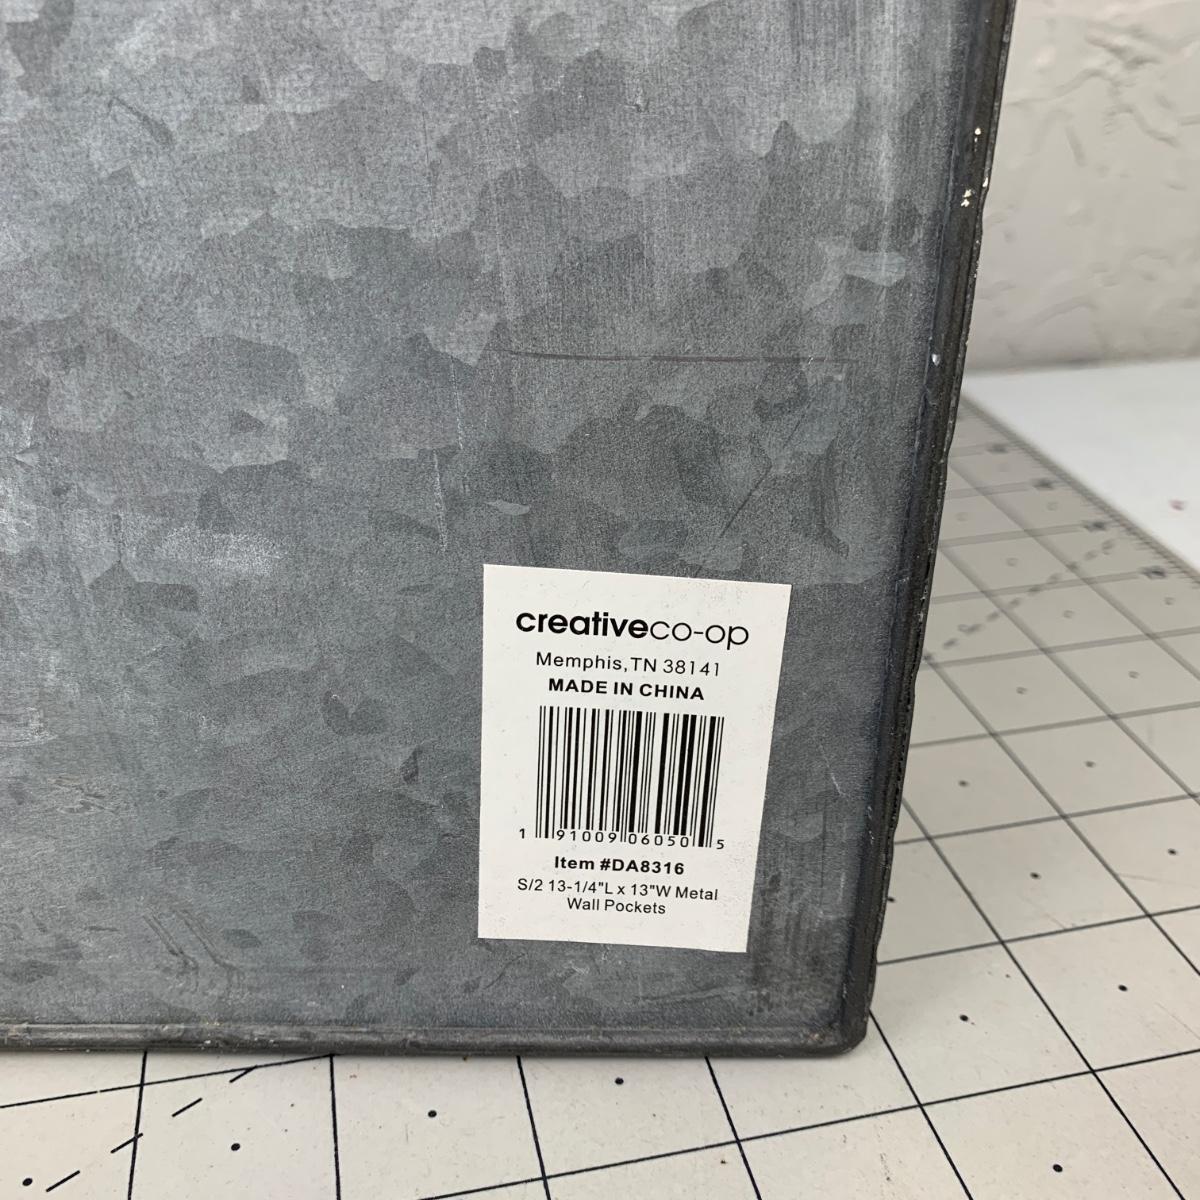 creativeco-op
Memphis,TN 38141
MADE IN CHINA
1 91009 06050 5
Item #DA8316
S/2 13-1/4"L x 13"W Metal
Wall Pockets